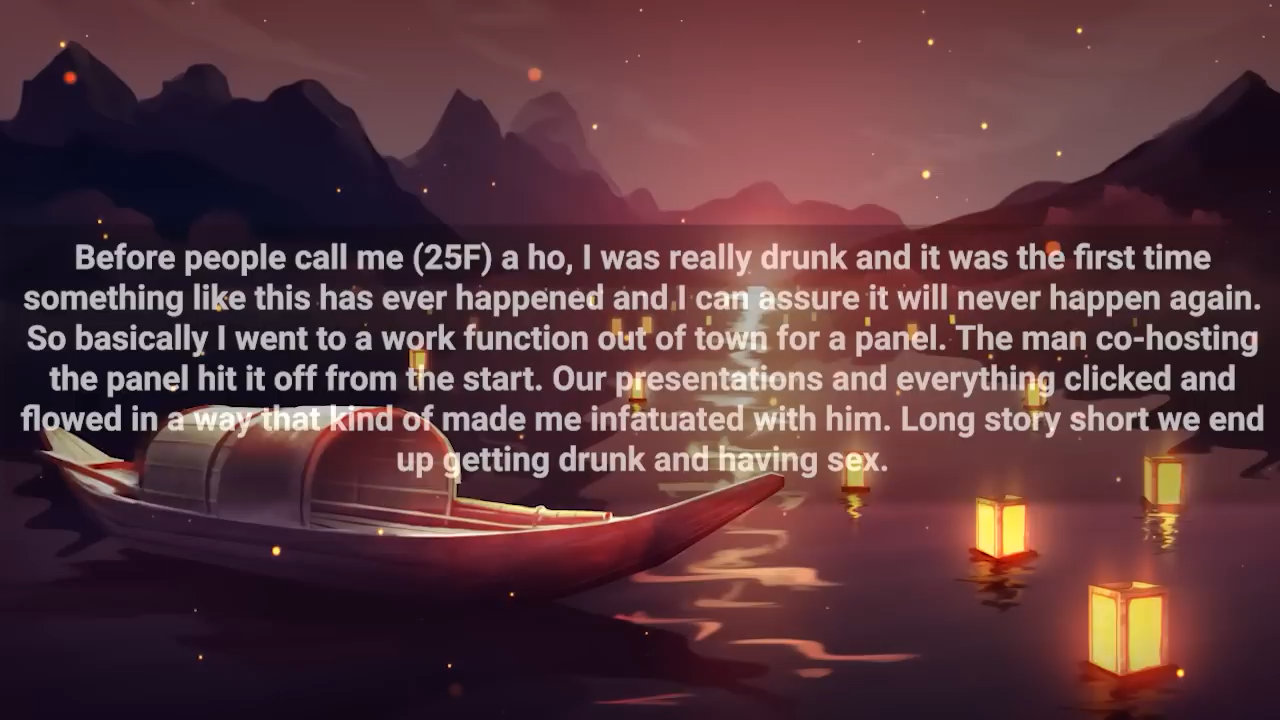 Before people call me (25F) a ho, I was really drunk and it was the first time
something like this has ever happened and I can assure it will never happen again.
So basically I went to a work function out of town for a panel. The man co-hosting
the panel hit it off from the start. Our presentations and everything clicked and
flowed in a way that kind of made me infatuated with him. Long story short we end
up getting drunk and having sex.